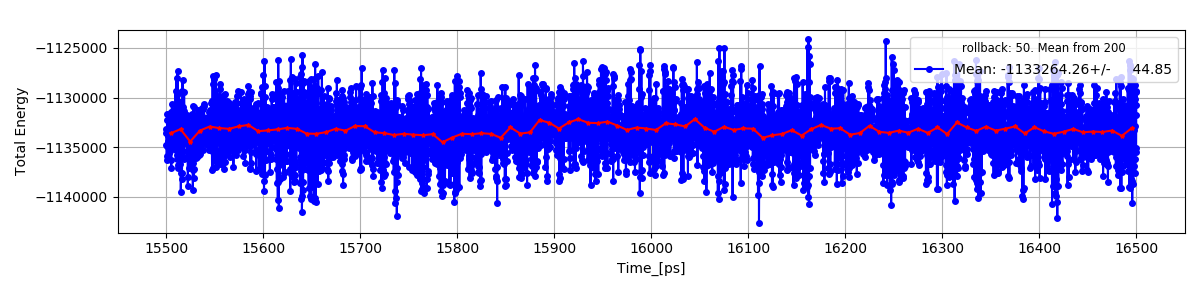 rollback: 50. Mean from 200
Mean: -1133264.26+/- 44.85
Total Energy
−1125000
−1130000
−1135000
−1140000
15500 15600 15700 15800 15900 16000 16100 16200 16300 16400 16500
Time_[ps]